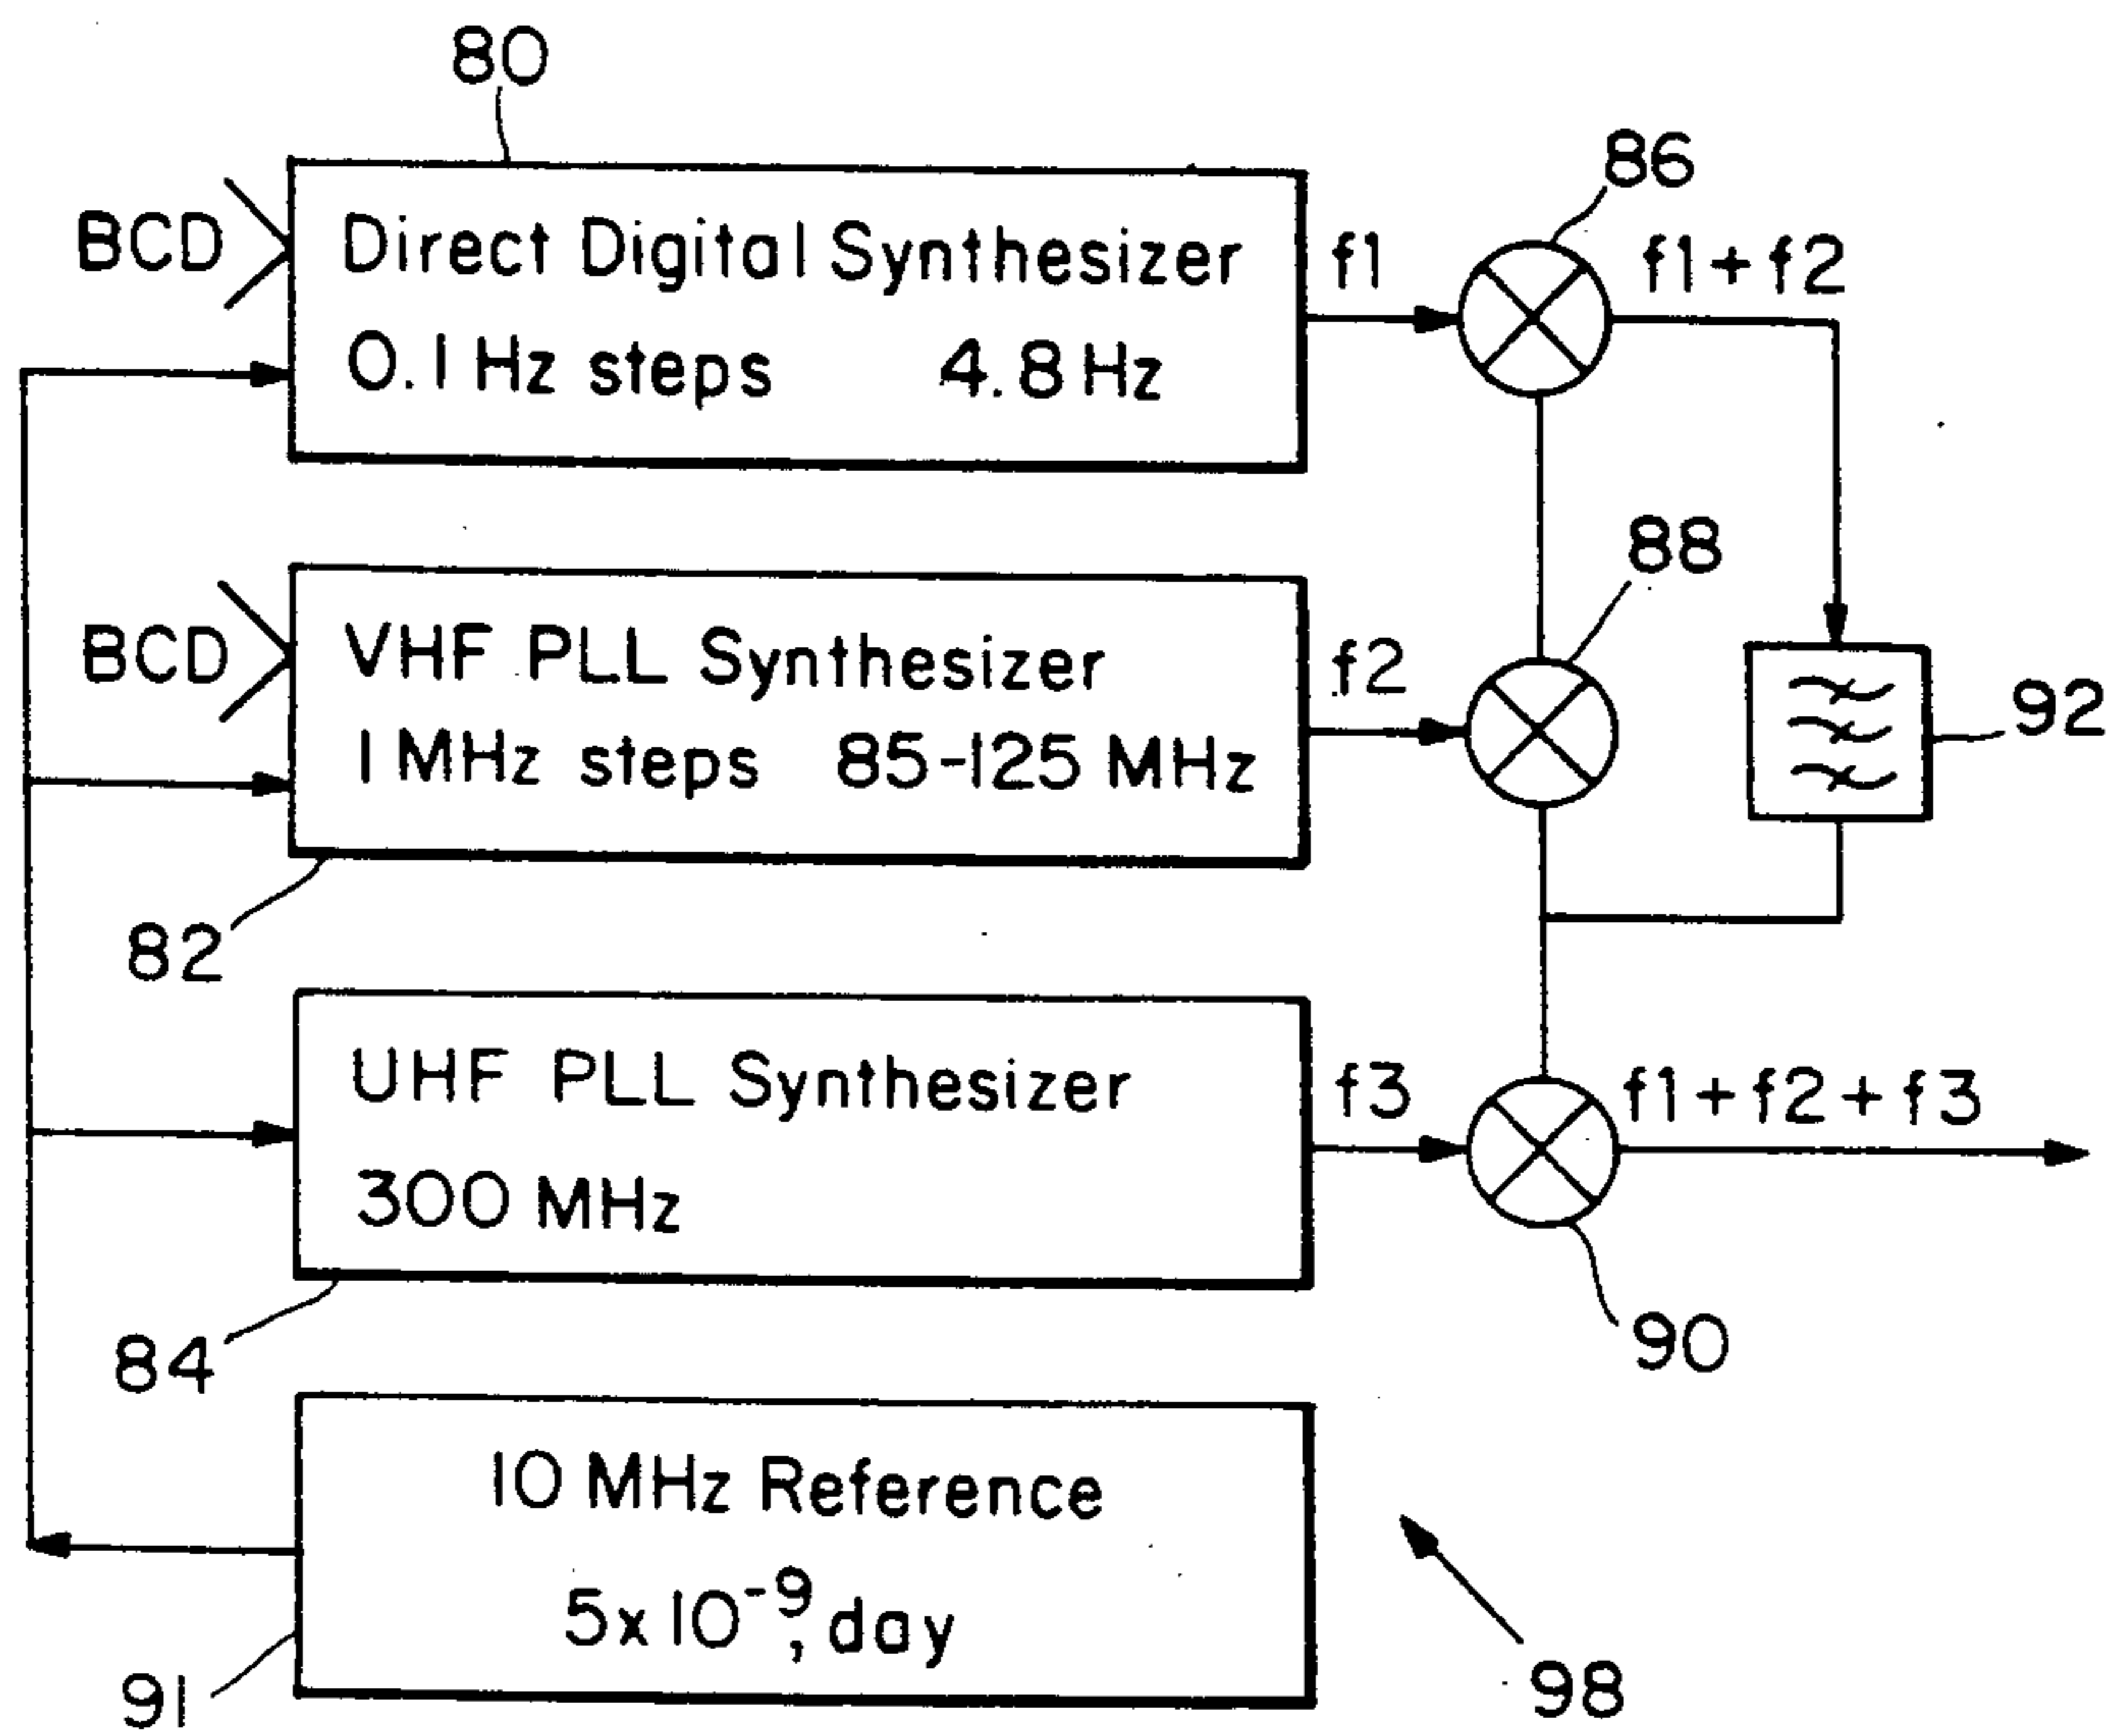 80
86
BCD
Direct Digital Synthesizer
f1
f1+f2
0.1 Hz steps 4.8 Hz
88
BCD
VHF PLL Synthesizer
f2
92
1 MHz steps 85-125 MHz
82
UHF PLL Synthesizer
f3
f1+f2+f3
300 MHz
84
90
10 MHz Reference
5x10⁻⁹, day
91
98